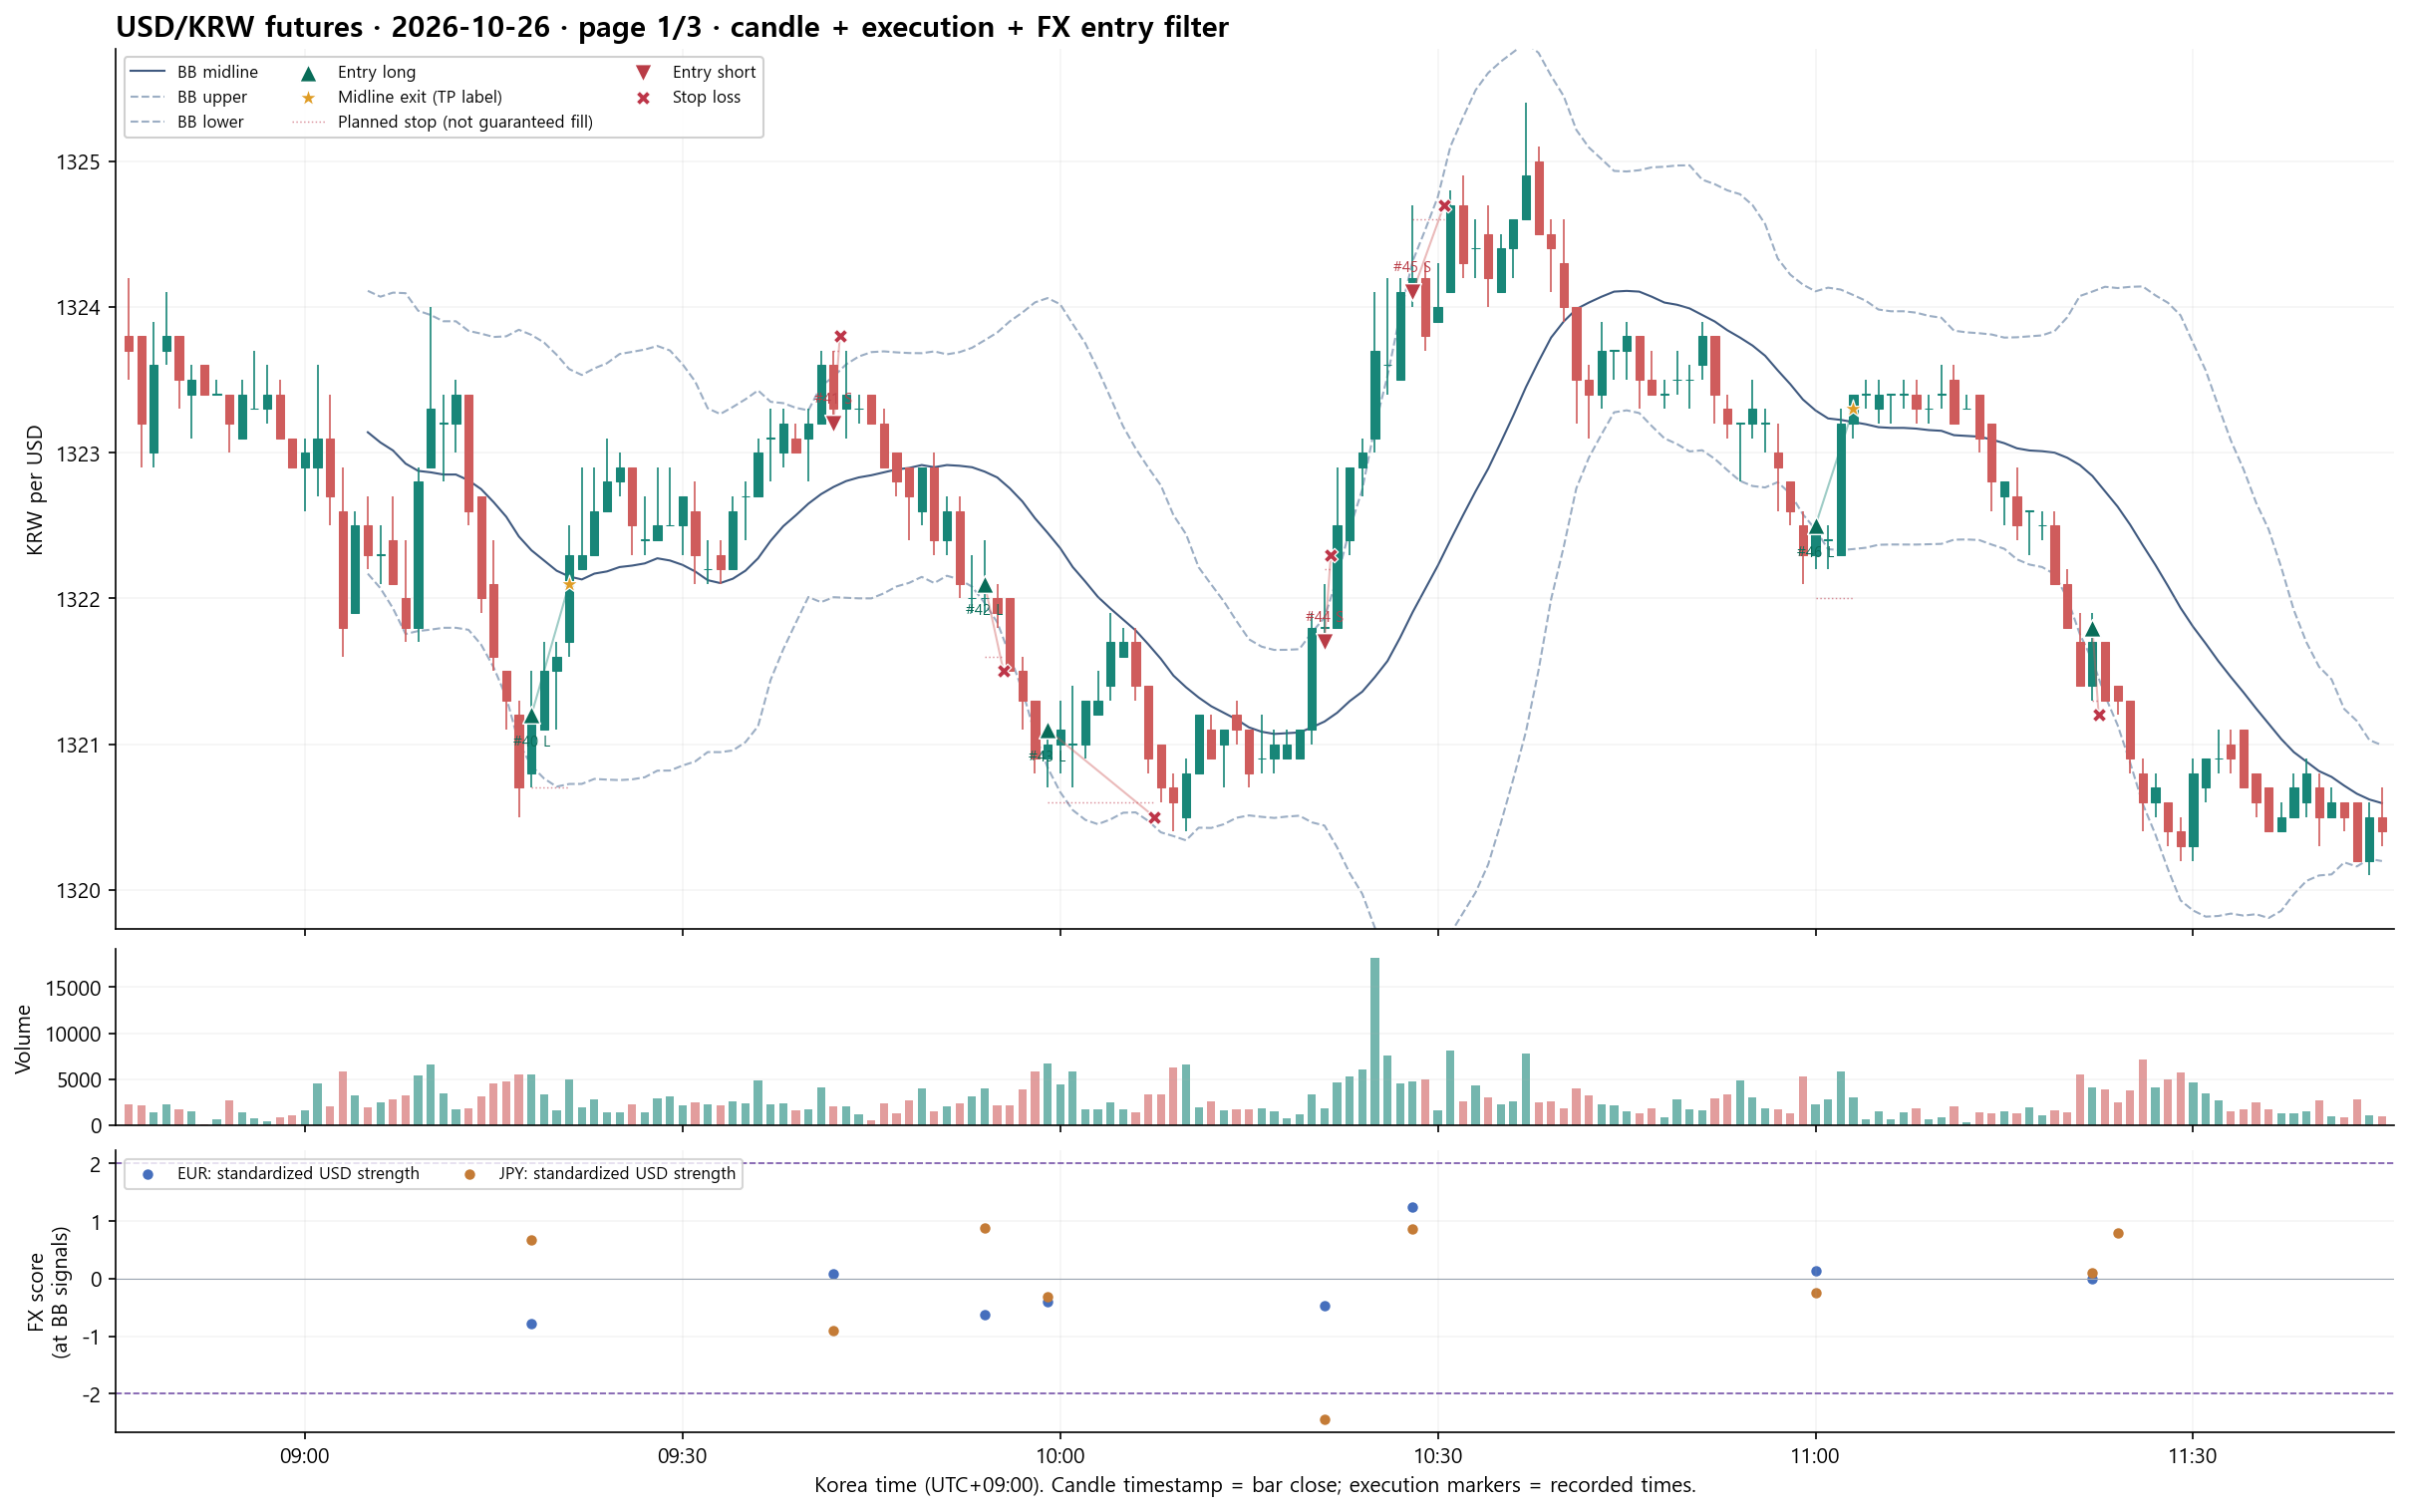 USD/KRW futures · 2026-10-26 · page 1/3 · candle + execution + FX entry filter
BB midline
BB upper
BB lower
Entry long
Midline exit (TP label)
Planned stop (not guaranteed fill)
Entry short
Stop loss
KRW per USD
1325
1324
1323
1322
1321
1320
#45 S
#42 L
#44 S
#46 L
Volume
15000
10000
5000
0
EUR: standardized USD strength
JPY: standardized USD strength
FX score
(at BB signals)
2
1
0
-1
-2
09:00
09:30
10:00
10:30
11:00
11:30
Korea time (UTC+09:00). Candle timestamp = bar close; execution markers = recorded times.